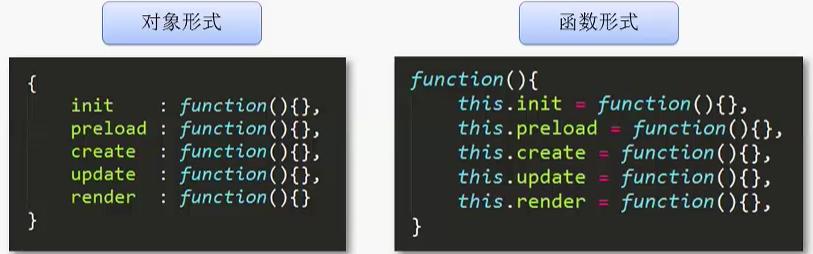 对象形式
{
init : function(){},
preload : function(){},
create : function(){},
update : function(){},
render : function(){}
}
函数形式
function(){
this.init = function(){},
this.preload = function(){},
this.create = function(){},
this.update = function(){},
this.render = function(){},
}